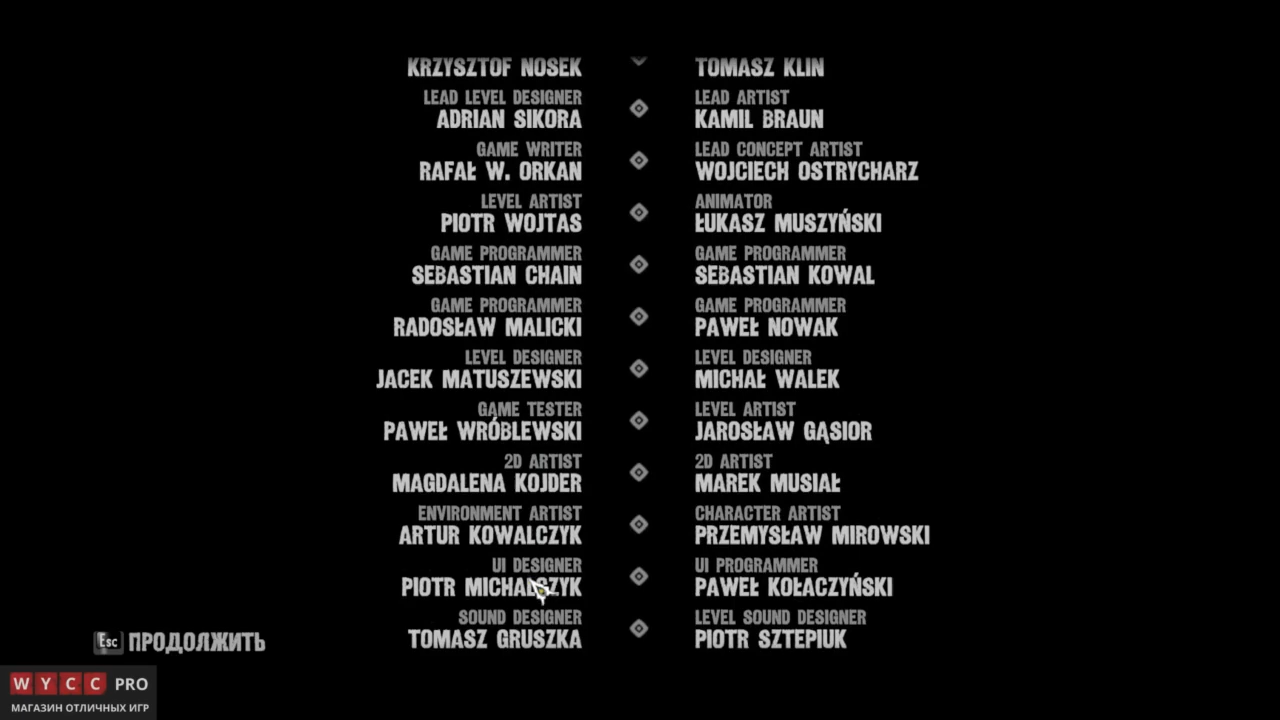 KRZYSZTOF NOSEK TOMASZ KLIN
LEAD LEVEL DESIGNER LEAD ARTIST
ADRIAN SIKORA KAMIL BRAUN
GAME WRITER LEAD CONCEPT ARTIST
RAFAŁ W. ORKAN WOJCIECH OSTRYCHARZ
LEVEL ARTIST ANIMATOR
PIOTR WOJTAS ŁUKASZ MUSZYŃSKI
GAME PROGRAMMER GAME PROGRAMMER
SEBASTIAN CHAIN SEBASTIAN KOWAL
GAME PROGRAMMER GAME PROGRAMMER
RADOSŁAW MALICKI PAWEŁ NOWAK
LEVEL DESIGNER LEVEL DESIGNER
JACEK MATUSZEWSKI MICHAŁ WALEK
GAME TESTER LEVEL ARTIST
PAWEŁ WRÓBLEWSKI JAROSŁAW GĄSIOR
2D ARTIST 2D ARTIST
MAGDALENA KOJDER MAREK MUSIAŁ
ENVIRONMENT ARTIST CHARACTER ARTIST
ARTUR KOWALCZYK PRZEMYSŁAW MIROWSKI
UI DESIGNER UI PROGRAMMER
PIOTR MICHALCZYK PAWEŁ KOŁACZYŃSKI
SOUND DESIGNER LEVEL SOUND DESIGNER
TOMASZ GRUSZKA PIOTR SZTEPIUK
Esc ПРОДОЛЖИТЬ
WYCC PRO
МАГАЗИН ОТЛИЧНЫХ ИГР